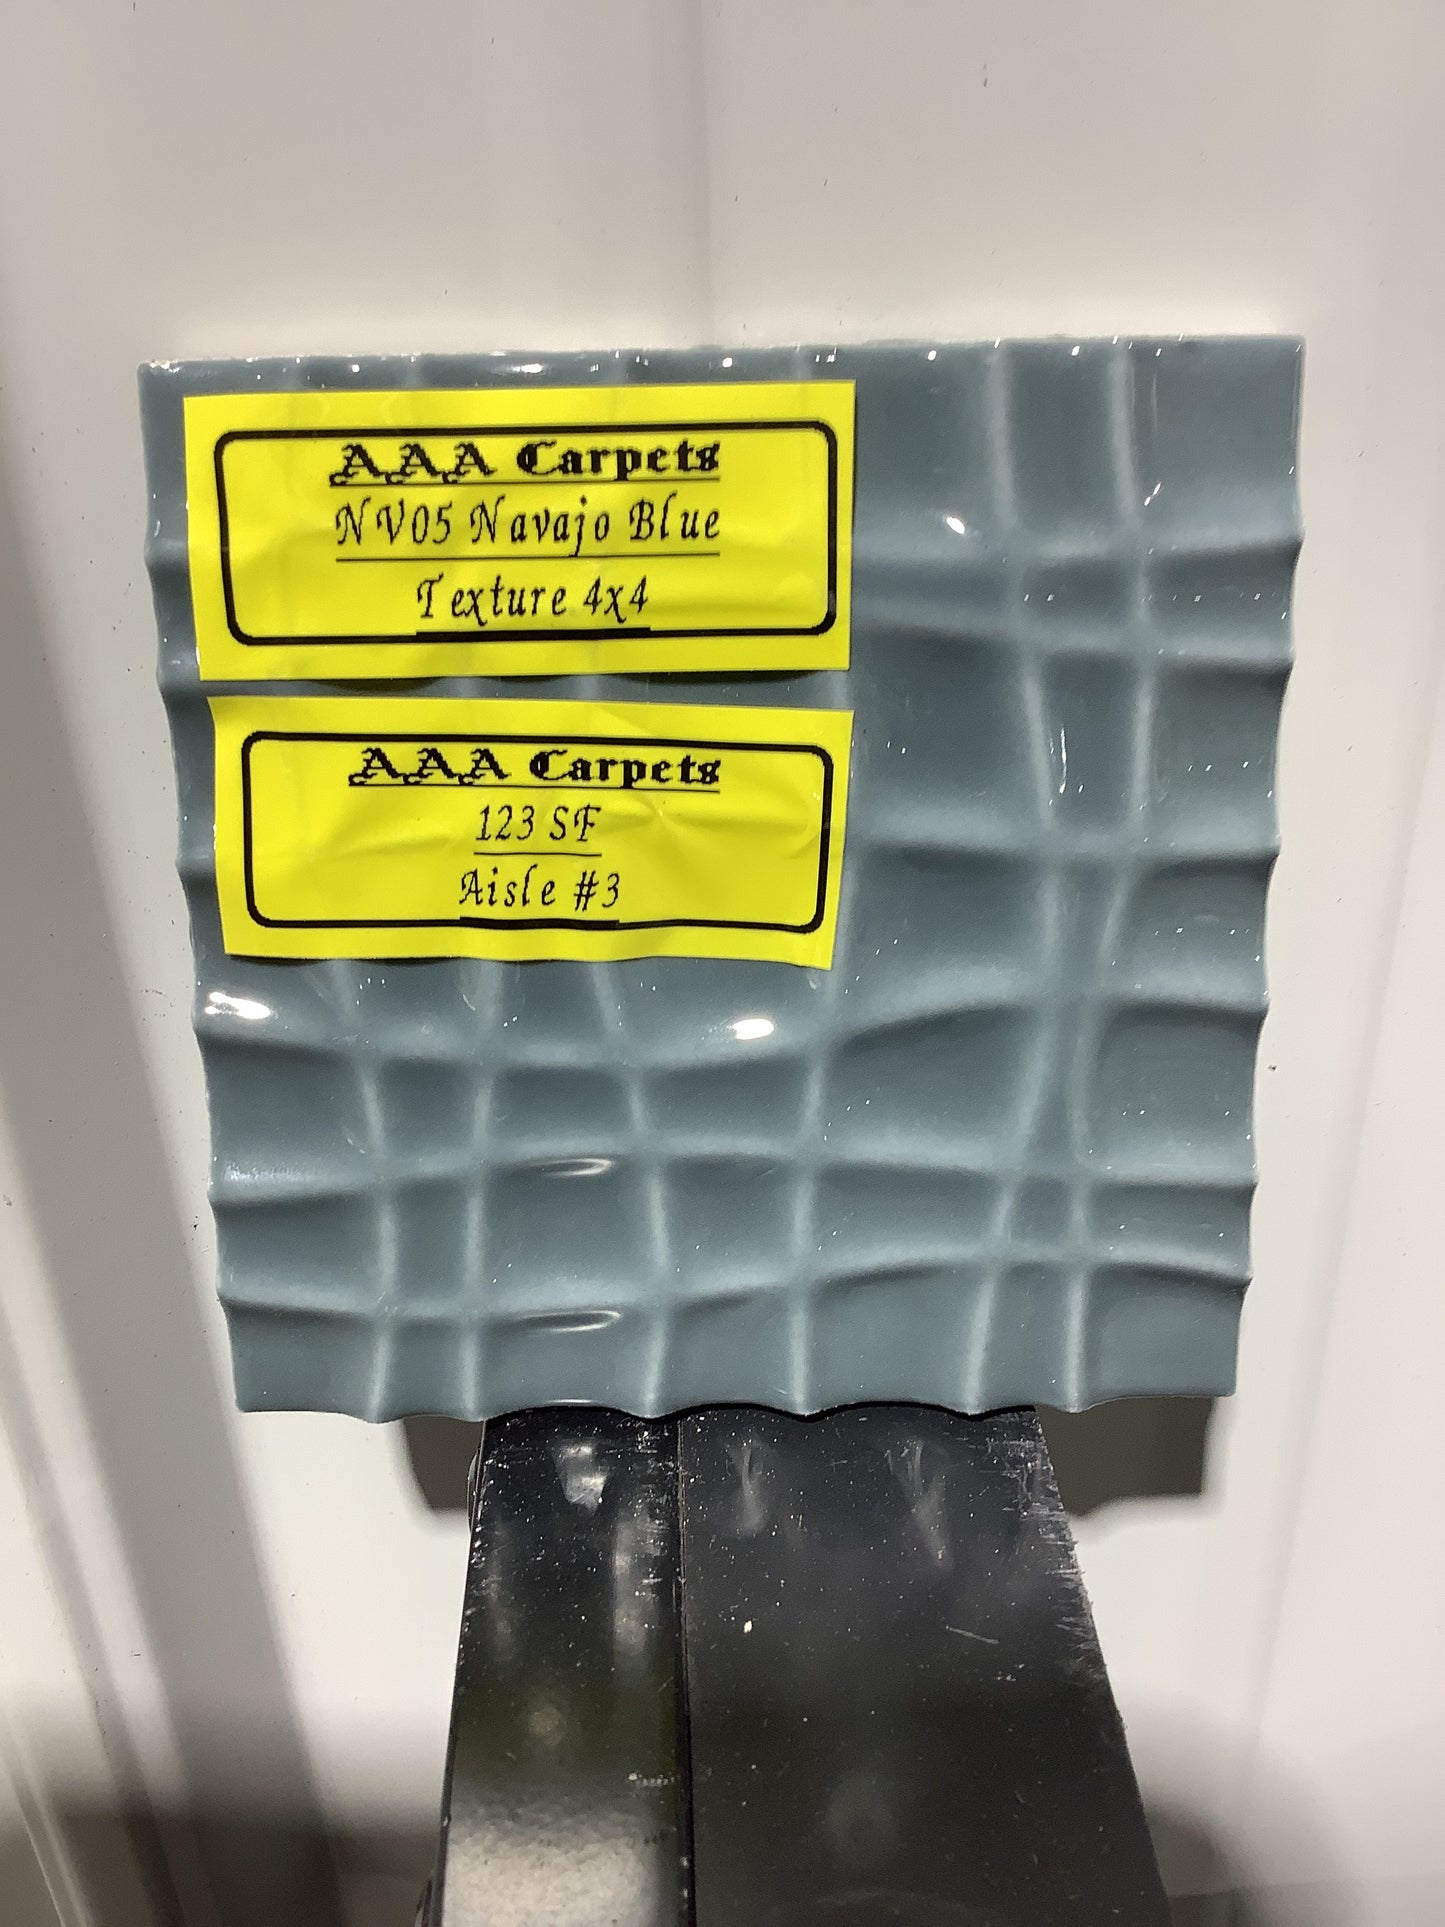 AAA Carpets
NV05 Navajo Blue
Texture 4x4
AAA Carpets
123 SF
Aisle #3